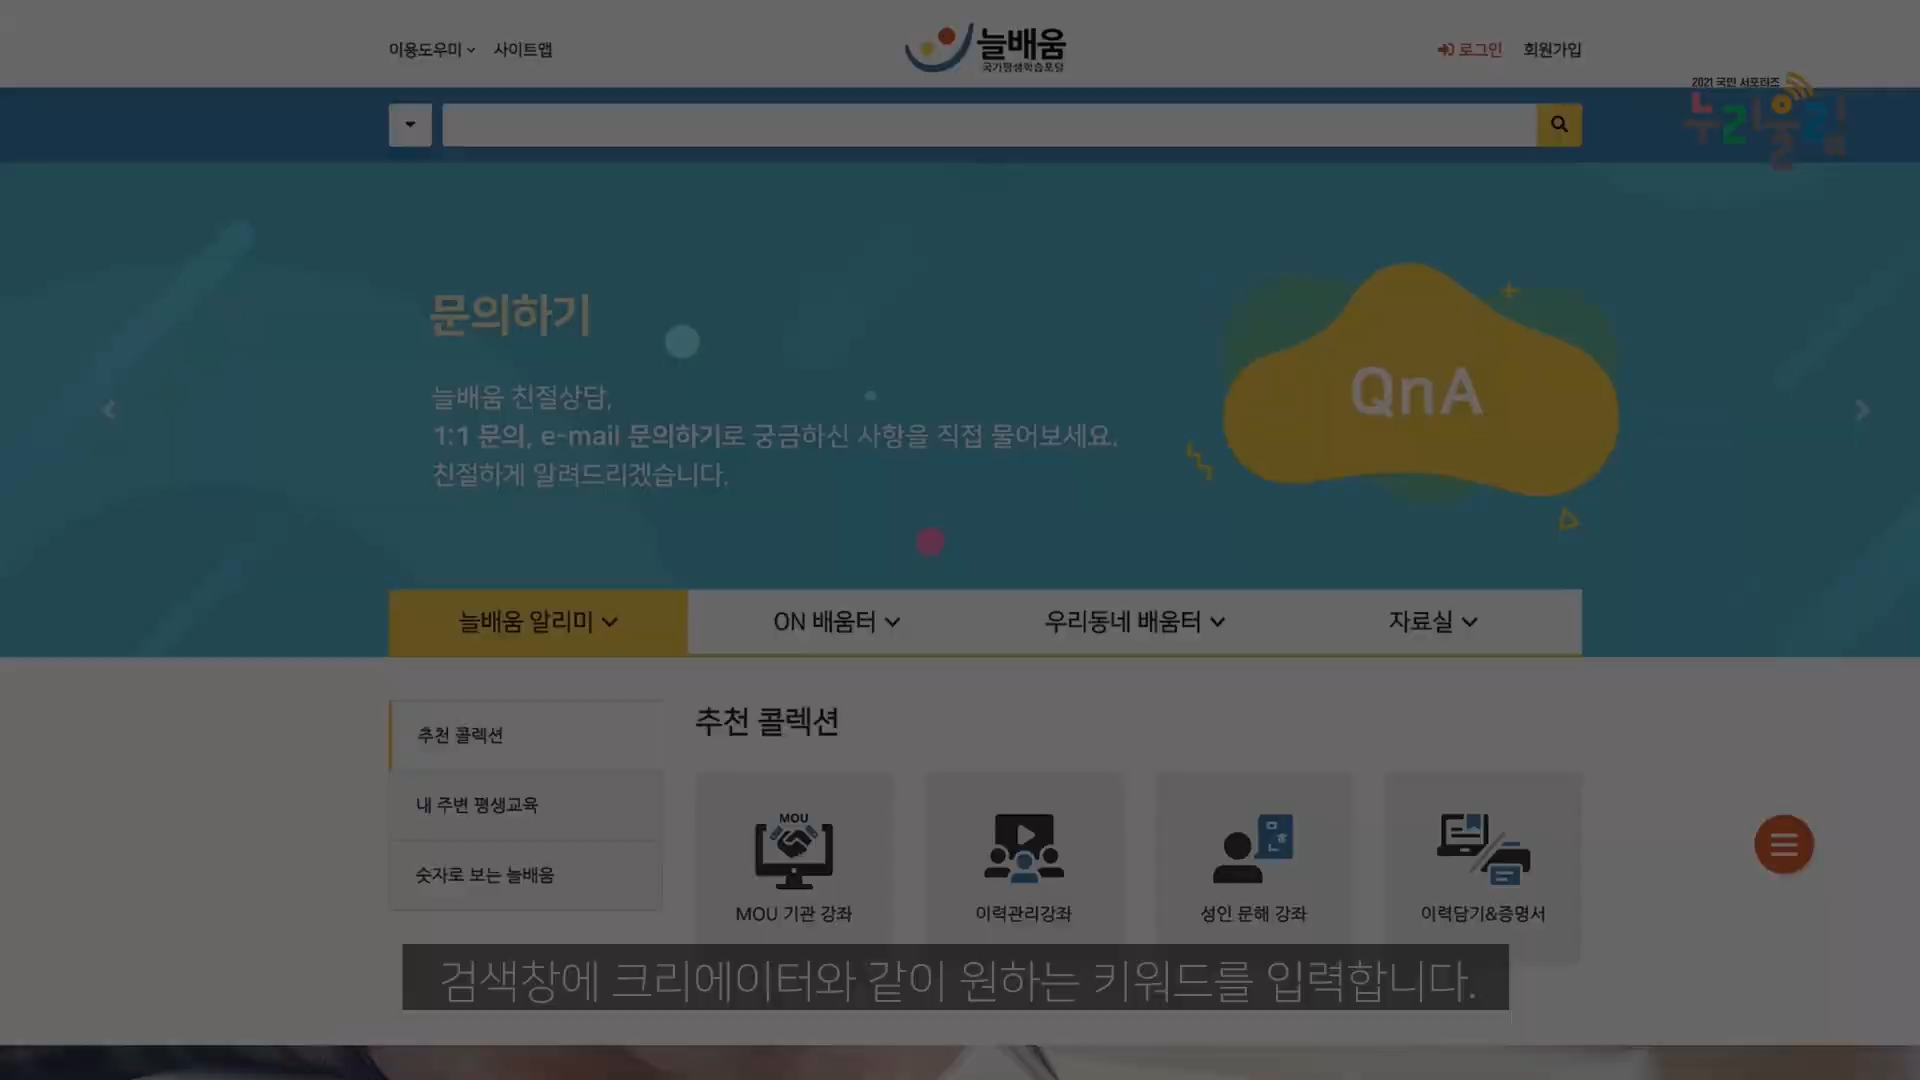 이용도우미
사이트맵
늘배움
국가평생학습포털
로그인
회원가입
2021 국민 서포터즈
누리울림
문의하기
늘배움 친절상담,
1:1 문의, e-mail 문의하기로 궁금하신 사항을 직접 물어보세요.
친절하게 알려드리겠습니다.
QnA
늘배움 알리미
ON 배움터
우리동네 배움터
자료실
추천 콜렉션
내 주변 평생교육
숫자로 보는 늘배움
추천 콜렉션
MOU
MOU 기관 강좌
이력관리강좌
성인 문해 강좌
이력담기&증명서
검색창에 크리에이터와 같이 원하는 키워드를 입력합니다.